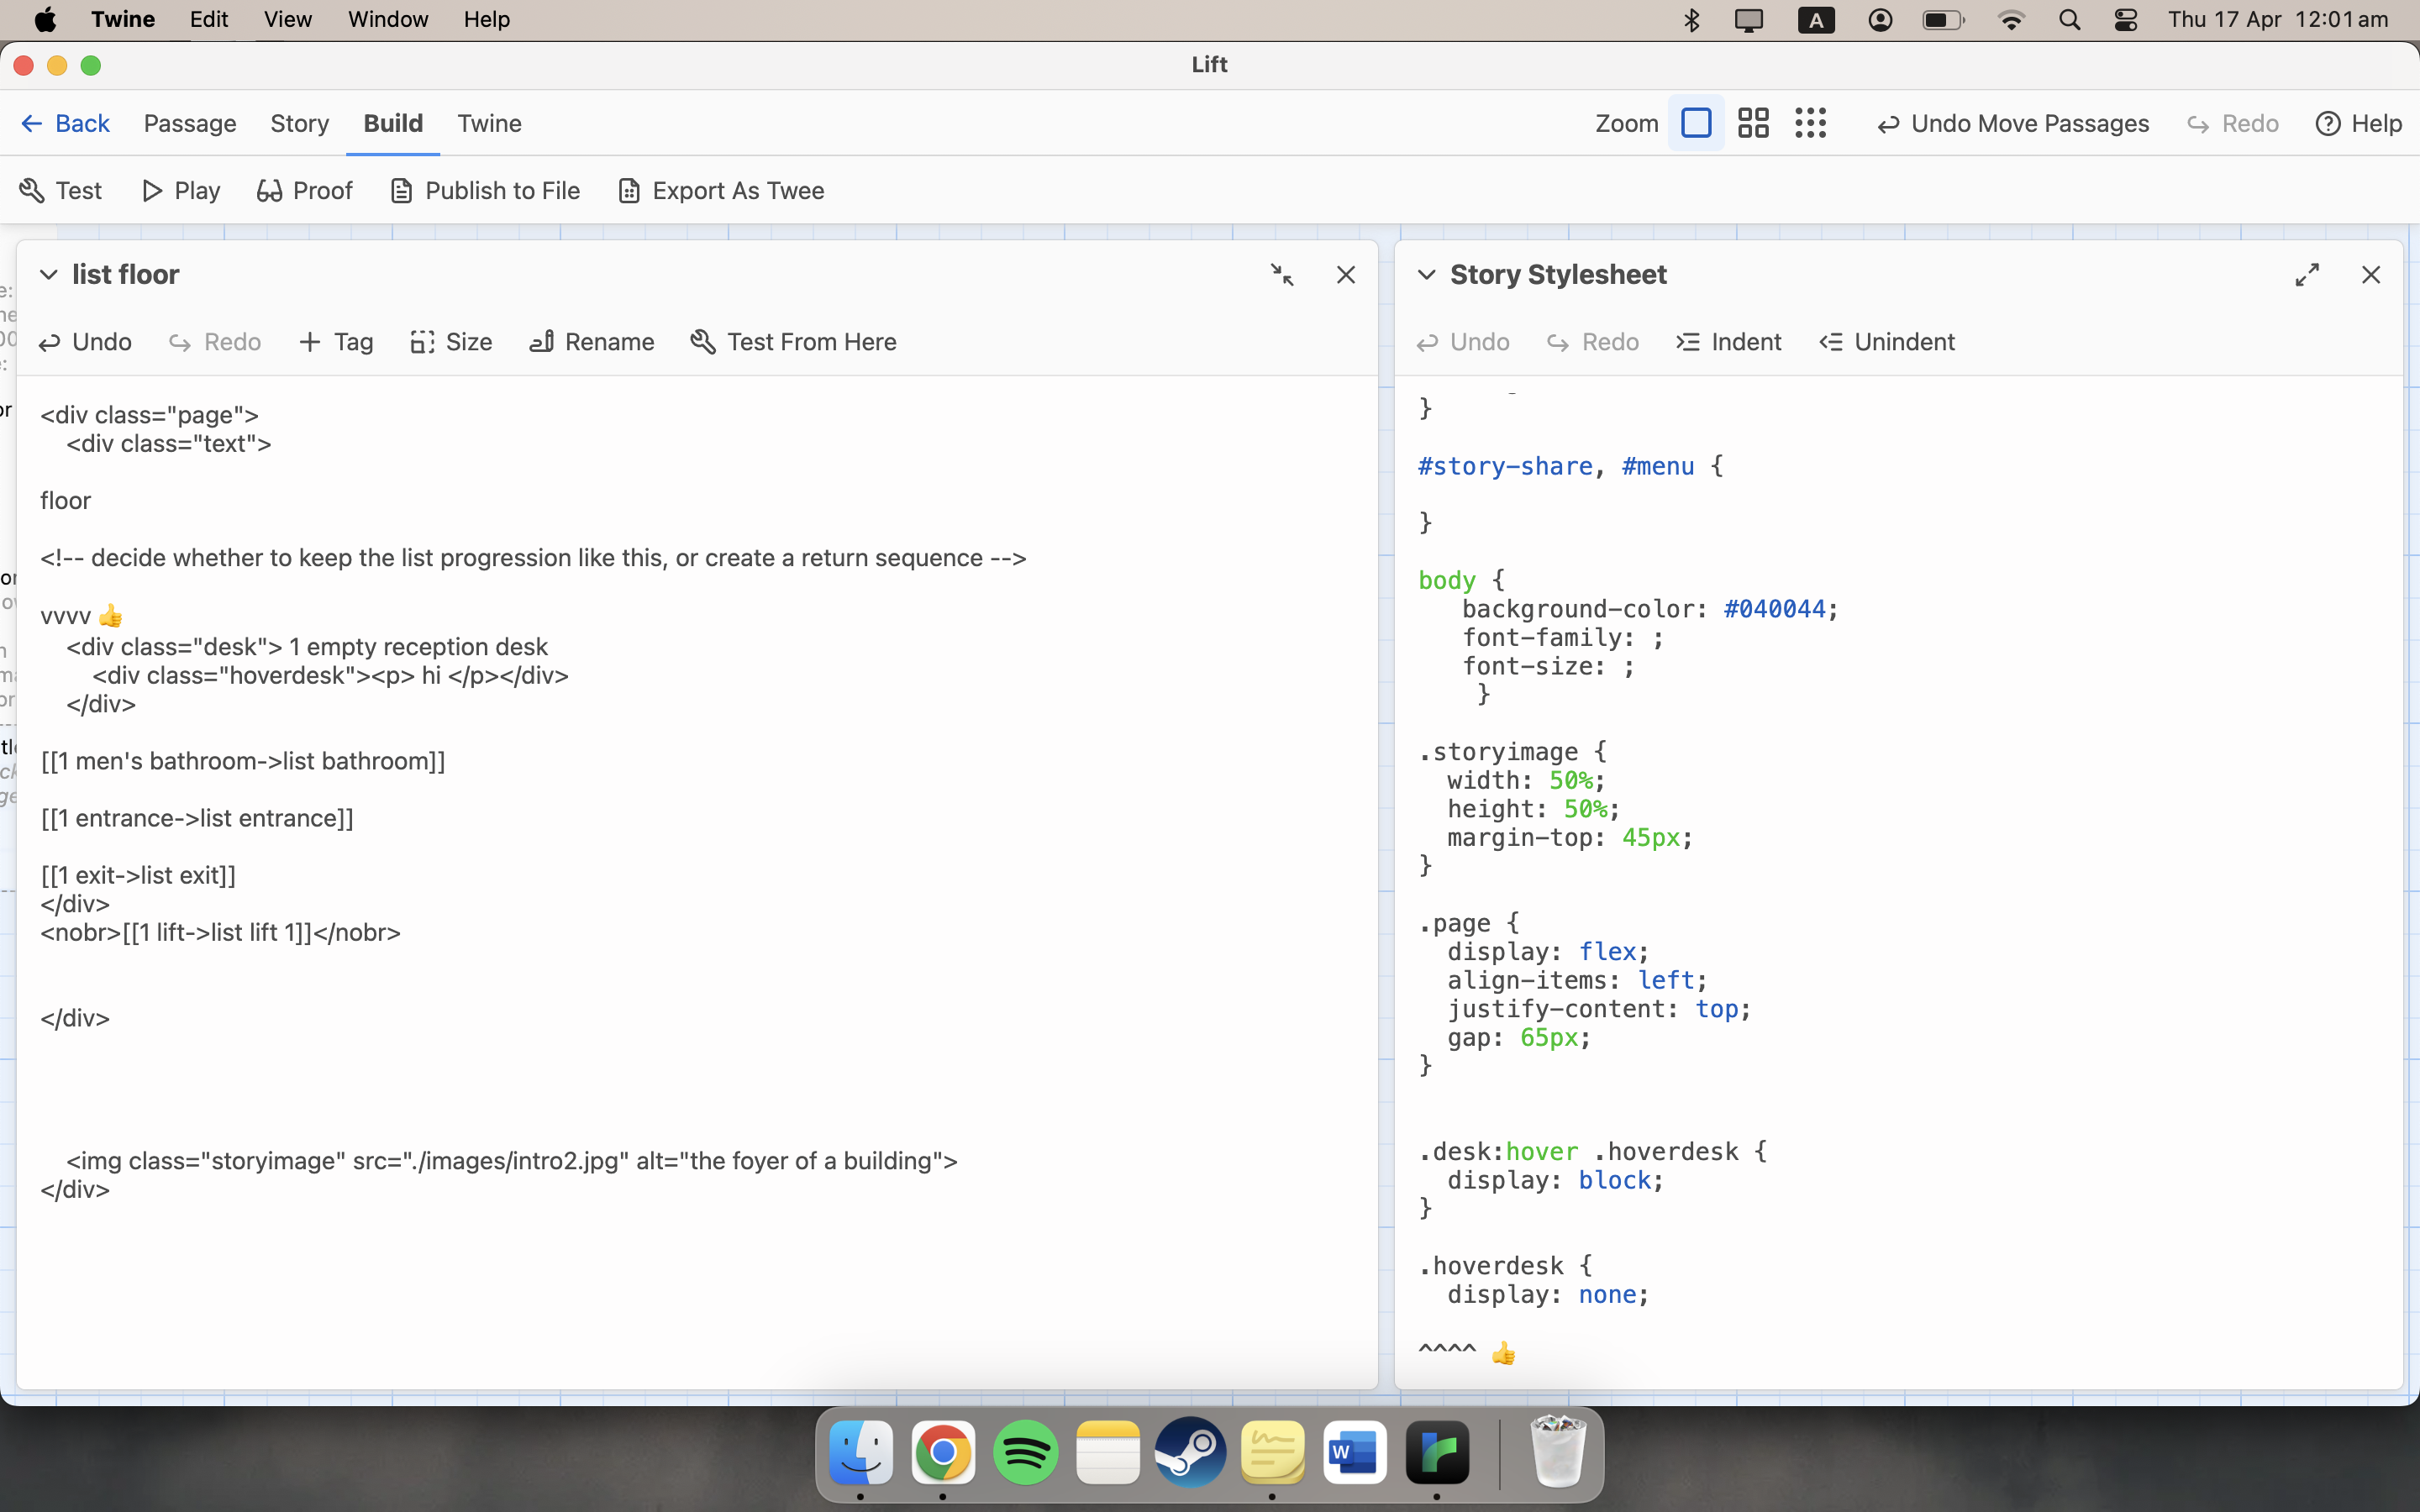 Twine Edit View Window Help A Thu 17 Apr 12:01 am
Lift
← Back Passage Story Build Twine Zoom Undo Move Passages Redo Help
Test Play Proof Publish to File Export As Twee
list floor
Undo Redo + Tag Size Rename Test From Here
<div class="page">
<div class="text">
floor
<!-- decide whether to keep the list progression like this, or create a return sequence -->
vvvv 👍
<div class="desk"> 1 empty reception desk
<div class="hoverdesk"><p> hi </p></div>
</div>
[[1 men's bathroom->list bathroom]]
[[1 entrance->list entrance]]
[[1 exit->list exit]]
</div>
<nobr>[[1 lift->list lift 1]]</nobr>
</div>
<img class="storyimage" src="./images/intro2.jpg" alt="the foyer of a building">
</div>
Story Stylesheet
Undo Redo Indent Unindent
}
#story-share, #menu {
}
body {
background-color: #040044;
font-family: ;
font-size: ;
}
.storyimage {
width: 50%;
height: 50%;
margin-top: 45px;
}
.page {
display: flex;
align-items: left;
justify-content: top;
gap: 65px;
}
.desk:hover .hoverdesk {
display: block;
}
.hoverdesk {
display: none;
^^^^ 👍
W